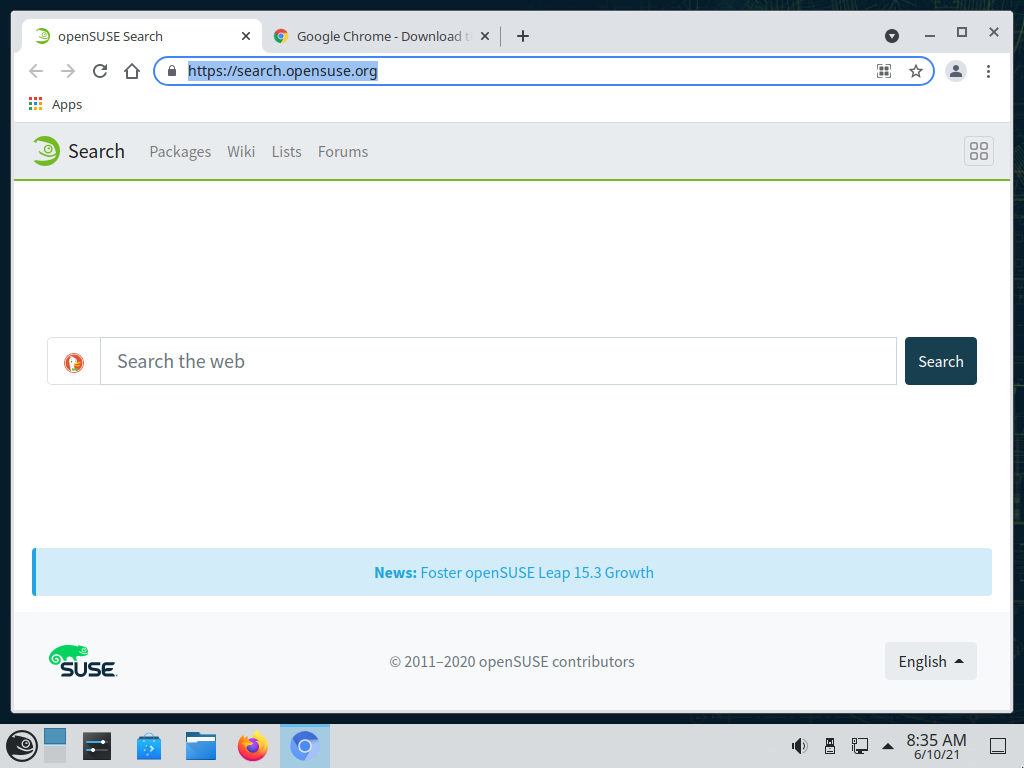 openSUSE Search
Google Chrome - Download t
https://search.opensuse.org
Apps
Search Packages Wiki Lists Forums
Search the web
Search
News: Foster openSUSE Leap 15.3 Growth
SUSE
© 2011–2020 openSUSE contributors
English
8:35 AM
6/10/21